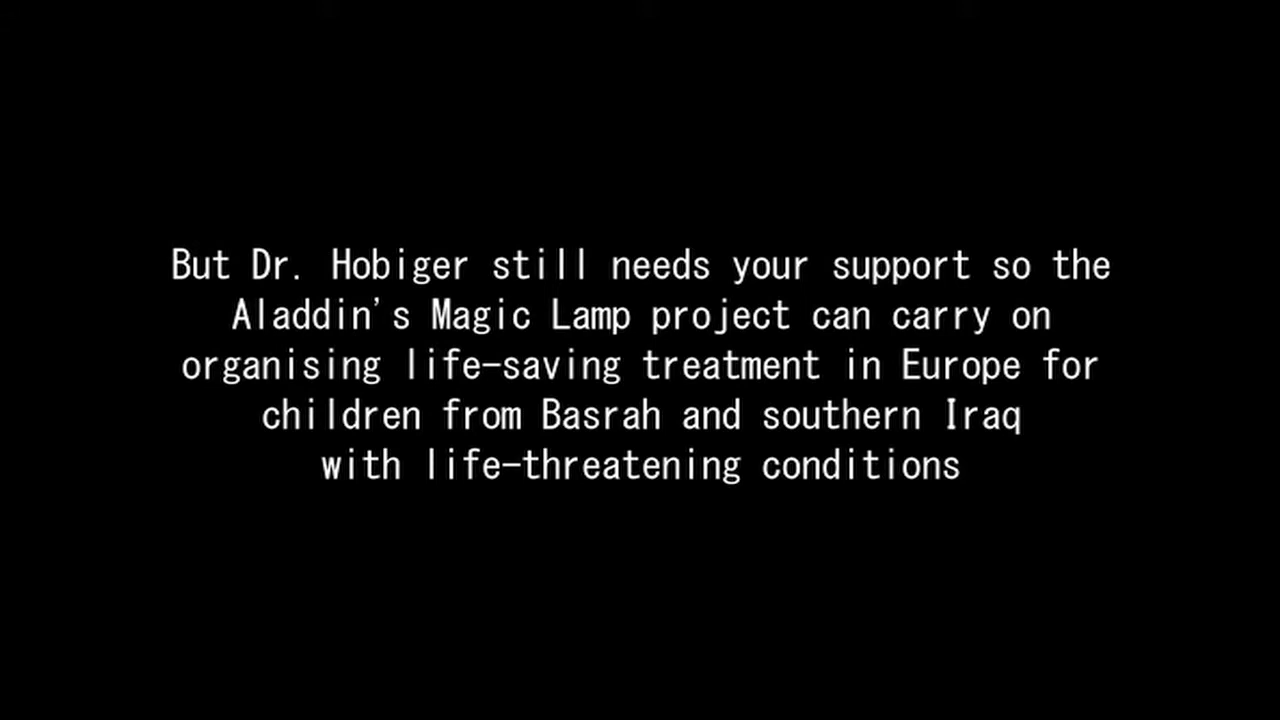 But Dr. Hobiger still needs your support so the
Aladdin's Magic Lamp project can carry on
organising life-saving treatment in Europe for
children from Basrah and southern Iraq
with life-threatening conditions